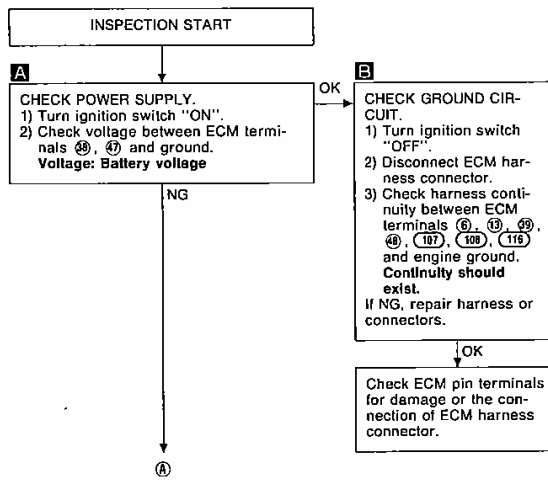 INSPECTION START
A
CHECK POWER SUPPLY.
1) Turn ignition switch "ON".
2) Check voltage between ECM termi-
nals 38, 47 and ground.
Voltage: Battery voltage
OK
NG
B
CHECK GROUND CIR-
CUIT.
1) Turn ignition switch
"OFF".
2) Disconnect ECM har-
ness connector.
3) Check harness conti-
nuity between ECM
terminals 6, 13, 39,
48, 107, 108, 116
and engine ground.
Continuity should
exist.
If NG, repair harness or
connectors.
OK
Check ECM pin terminals
for damage or the con-
nection of ECM harness
connector.
A